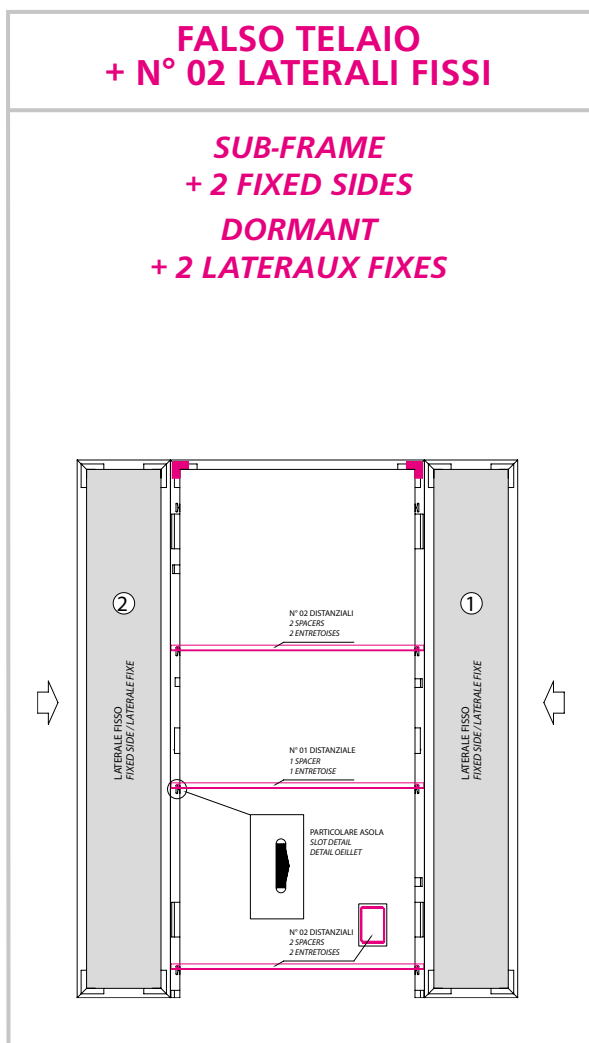 FALSO TELAIO
+ N° 02 LATERALI FISSI
SUB-FRAME
+ 2 FIXED SIDES
DORMANT
+ 2 LATERAUX FIXES
2
LATERALE FISSO
FIXED SIDE / LATERALE FIXE
1
LATERALE FISSO
FIXED SIDE / LATERALE FIXE
N° 02 DISTANZIALI
2 SPACERS
2 ENTRETOISES
N° 01 DISTANZIALE
1 SPACER
1 ENTRETOISE
PARTICOLARE ASOLA
SLOT DETAIL
DETAIL OEILLET
N° 02 DISTANZIALI
2 SPACERS
2 ENTRETOISES